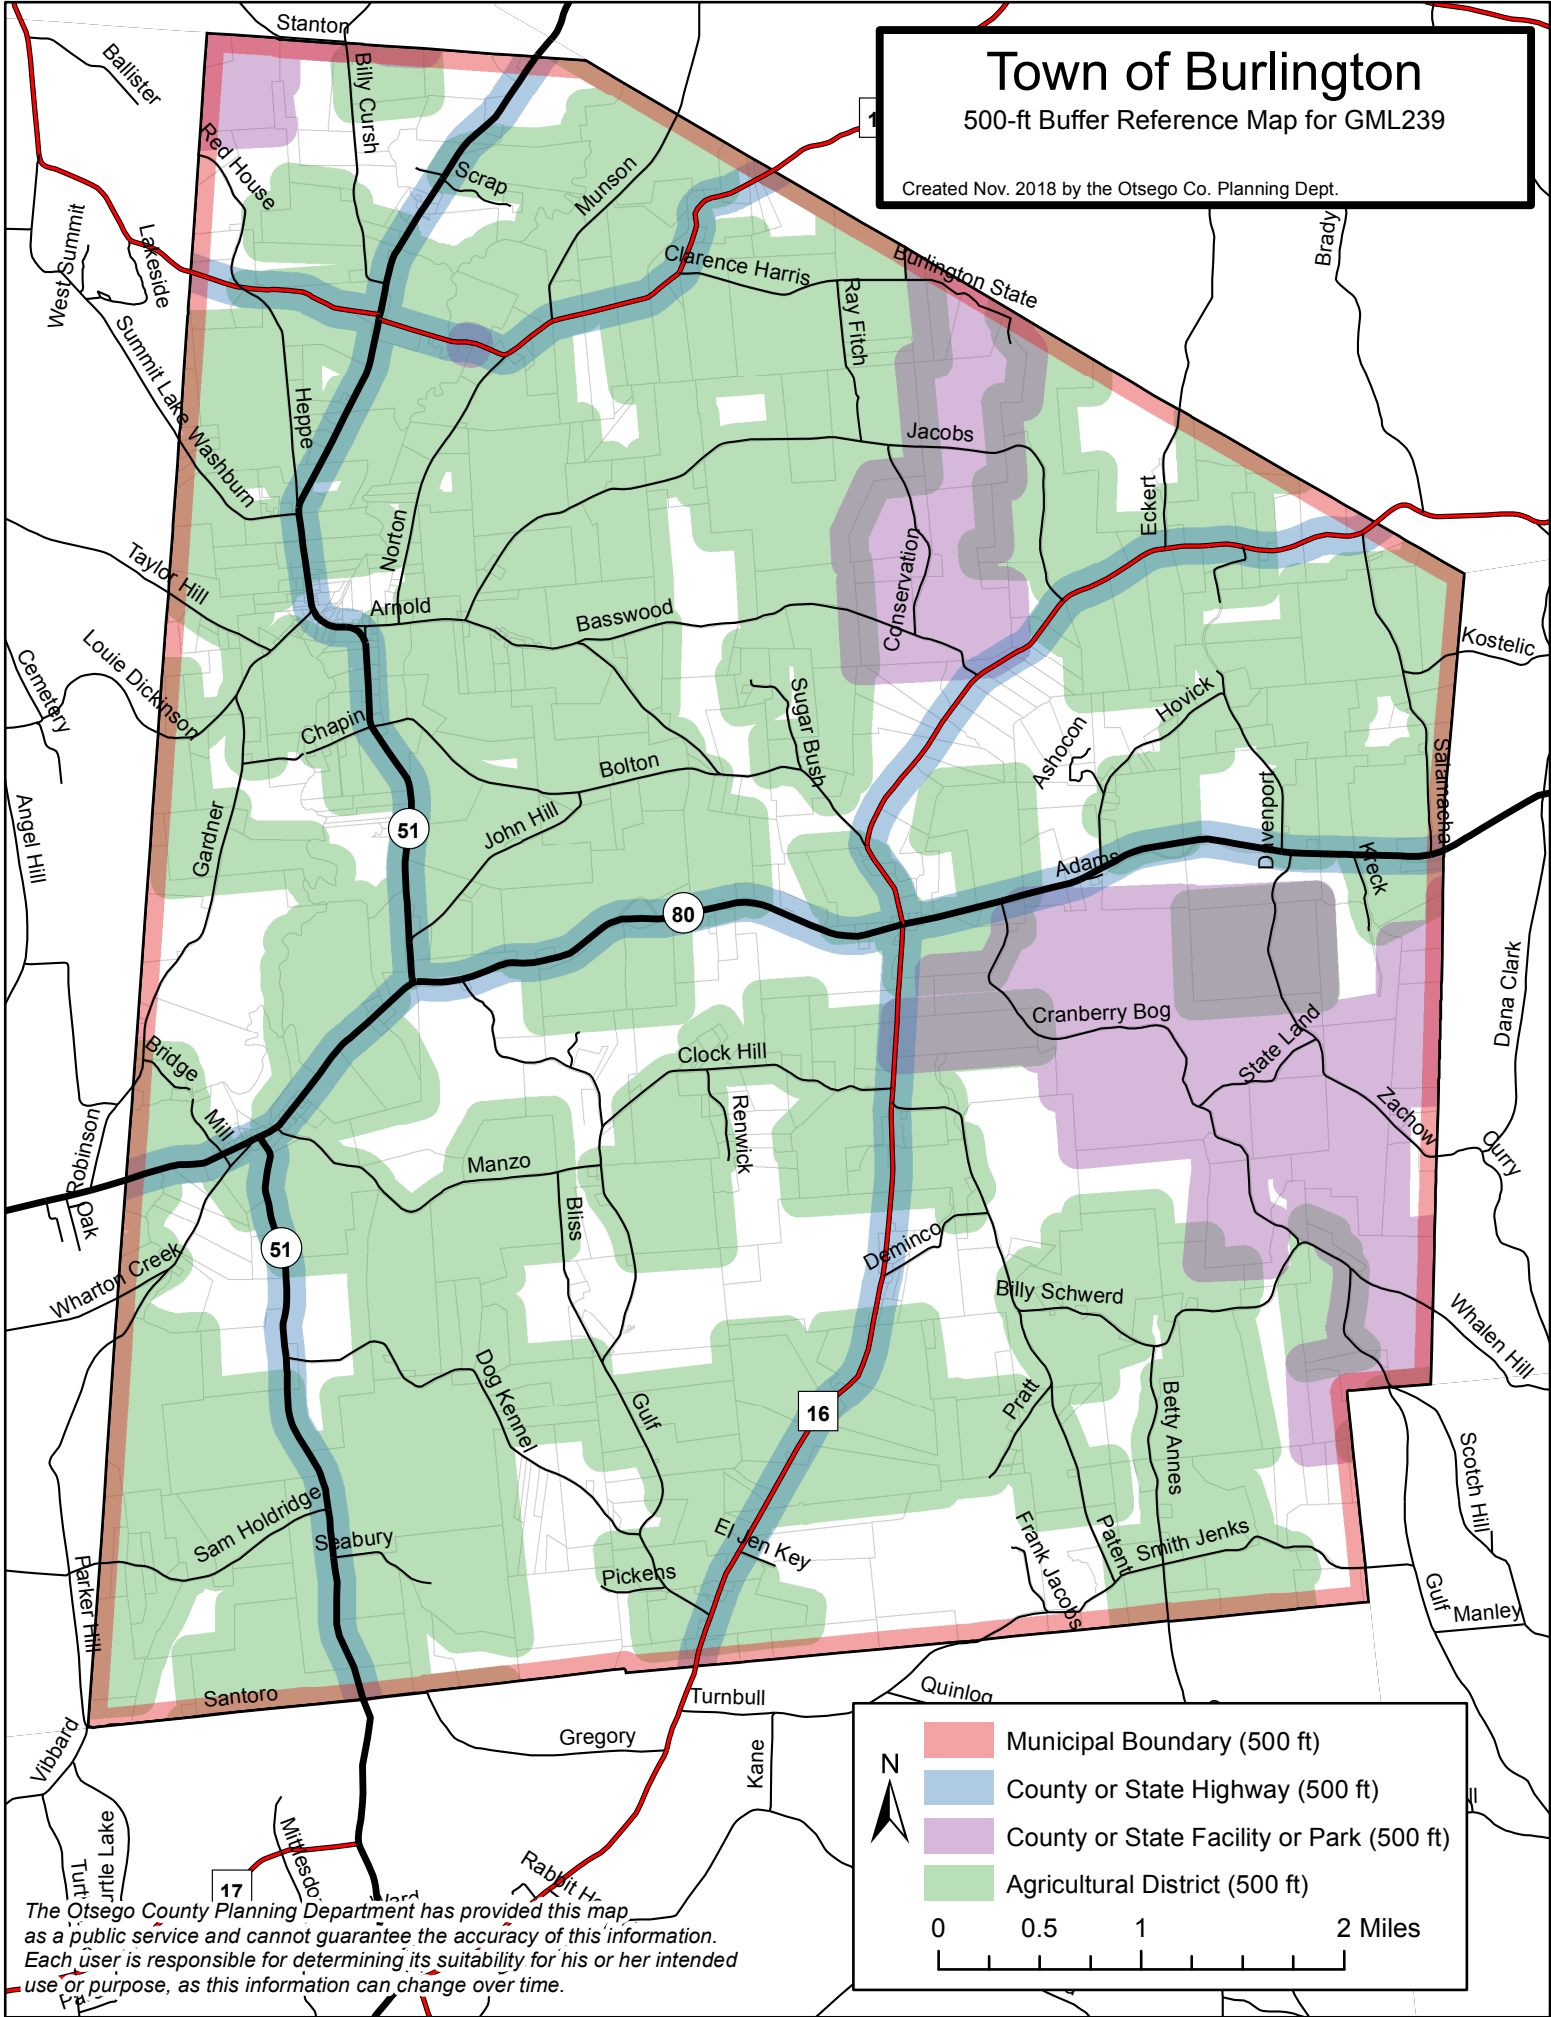 Stanton
Ballister
Billy Cursh
Town of Burlington
500-ft Buffer Reference Map for GML239
Created Nov. 2018 by the Otsego Co. Planning Dept.
Red House
Scrap
Munson
West Summit
Lakeside
Clarence Harris
Burlington State
Brady
Ray Fitch
Summit Lake
Washburn
Heppe
Jacobs
Norton
Eckert
Conservation
Taylor Hill
Arnold
Basswood
Louie Dickinson
Cemetery
Kostelic
Chapin
Sugar Bush
Hovick
Ashocon
Bolton
Salamacha
Angel Hill
Gardner
51
John Hill
Davenport
Adams
Kreck
80
Dana Clark
Cranberry Bog
State Land
Bridge
Clock Hill
Renwick
Zachow
Mill
Robinson
Manzo
Curry
Oak
Bliss
51
Deminco
Wharton Creek
Billy Schwerd
Whalen Hill
Dog Kennel
Gulf
Pratt
Betty Annes
16
Scotch Hill
Sam Holdridge
Seabury
El Jen Key
Frank Jacobs
Patent
Smith Jenks
Parker Hill
Pickens
Gulf
Manley
Santoro
Turnbull
Quinlog
Vibbard
Gregory
Kane
N
Municipal Boundary (500 ft)
County or State Highway (500 ft)
County or State Facility or Park (500 ft)
Agricultural District (500 ft)
0 0.5 1 2 Miles
17
The Otsego County Planning Department has provided this map
as a public service and cannot guarantee the accuracy of this information.
Each user is responsible for determining its suitability for his or her intended
use or purpose, as this information can change over time.